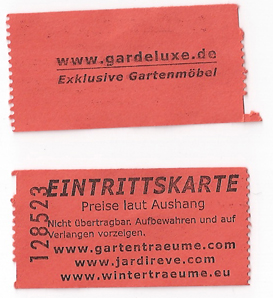 www.gardeluxe.de
Exklusive Gartenmöbel
EINTRITTSKARTE
Preise laut Aushang
Nicht übertragbar. Aufbewahren und auf
Verlangen vorzeigen.
www.gartentraeume.com
www.jardireve.com
www.wintertraeume.eu
128523